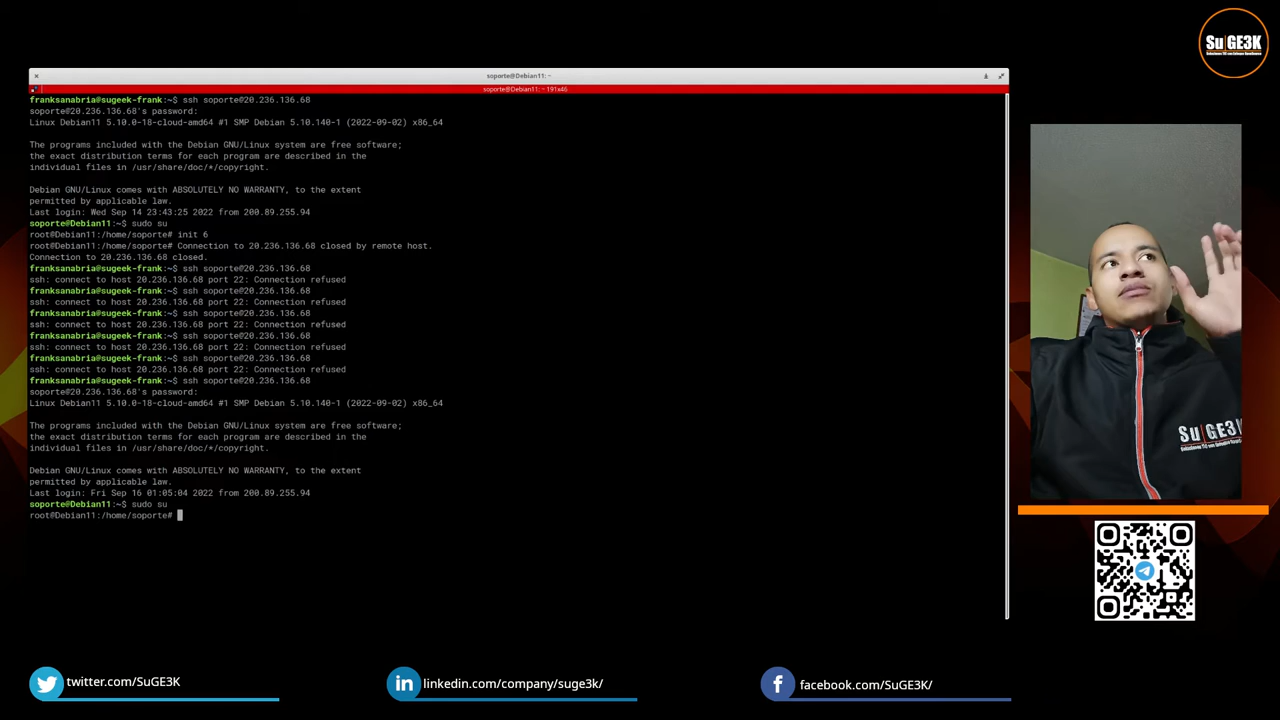 Su GE3K
soporte@Debian11: ~
soporte@Debian11: ~ 191x46
franksanabria@sugeek-frank:~$ ssh soporte@20.236.136.68
soporte@20.236.136.68's password:
Linux Debian11 5.10.0-18-cloud-amd64 #1 SMP Debian 5.10.140-1 (2022-09-02) x86_64
The programs included with the Debian GNU/Linux system are free software;
the exact distribution terms for each program are described in the
individual files in /usr/share/doc/*/copyright.
Debian GNU/Linux comes with ABSOLUTELY NO WARRANTY, to the extent
permitted by applicable law.
Last login: Wed Sep 14 23:43:25 2022 from 200.89.255.94
soporte@Debian11:~$ sudo su
root@Debian11:/home/soporte# init 6
root@Debian11:/home/soporte# Connection to 20.236.136.68 closed by remote host.
Connection to 20.236.136.68 closed.
franksanabria@sugeek-frank:~$ ssh soporte@20.236.136.68
ssh: connect to host 20.236.136.68 port 22: Connection refused
franksanabria@sugeek-frank:~$ ssh soporte@20.236.136.68
ssh: connect to host 20.236.136.68 port 22: Connection refused
franksanabria@sugeek-frank:~$ ssh soporte@20.236.136.68
ssh: connect to host 20.236.136.68 port 22: Connection refused
franksanabria@sugeek-frank:~$ ssh soporte@20.236.136.68
ssh: connect to host 20.236.136.68 port 22: Connection refused
franksanabria@sugeek-frank:~$ ssh soporte@20.236.136.68
ssh: connect to host 20.236.136.68 port 22: Connection refused
franksanabria@sugeek-frank:~$ ssh soporte@20.236.136.68
soporte@20.236.136.68's password:
Linux Debian11 5.10.0-18-cloud-amd64 #1 SMP Debian 5.10.140-1 (2022-09-02) x86_64
The programs included with the Debian GNU/Linux system are free software;
the exact distribution terms for each program are described in the
individual files in /usr/share/doc/*/copyright.
Debian GNU/Linux comes with ABSOLUTELY NO WARRANTY, to the extent
permitted by applicable law.
Last login: Fri Sep 16 01:05:04 2022 from 200.89.255.94
soporte@Debian11:~$ sudo su
root@Debian11:/home/soporte#
Su GE3K
twitter.com/SuGE3K
in linkedin.com/company/suge3k/
f facebook.com/SuGE3K/